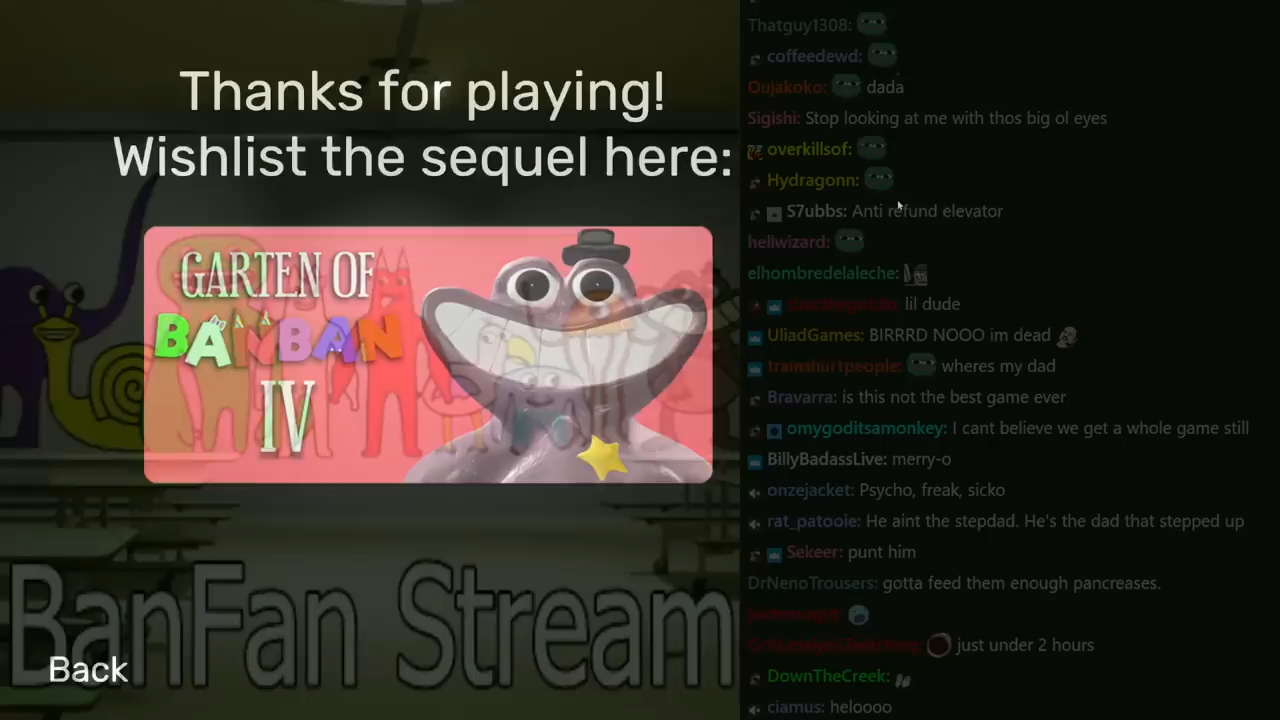 Thanks for playing!
Wishlist the sequel here:
GARTEN OF
BANBAN
IV
BanFan Stream
Back
Thatguy1308:
coffeedewd:
Oujakoko: dada
Sigishi: Stop looking at me with thos big ol eyes
overkillsof:
Hydragonn:
S7ubbs: Anti refund elevator
hellwizard:
elhombredelaleche:
lil dude
UliadGames: BIRRRD NOOO im dead
trainshurtpeople: wheres my dad
Bravarra: is this not the best game ever
omygoditsamonkey: I cant believe we get a whole game still
BillyBadassLive: merry-o
onzejacket: Psycho, freak, sicko
rat_patooie: He aint the stepdad. He's the dad that stepped up
Sekeer: punt him
DrNenoTrousers: gotta feed them enough pancreases.
just under 2 hours
DownTheCreek:
ciamus: heloooo